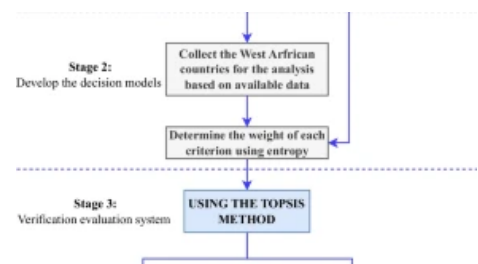 Stage 2:
Develop the decision models
Collect the West Arfrican
countries for the analysis
based on available data
Determine the weight of each
criterion using entropy
Stage 3:
Verification evaluation system
USING THE TOPSIS
METHOD